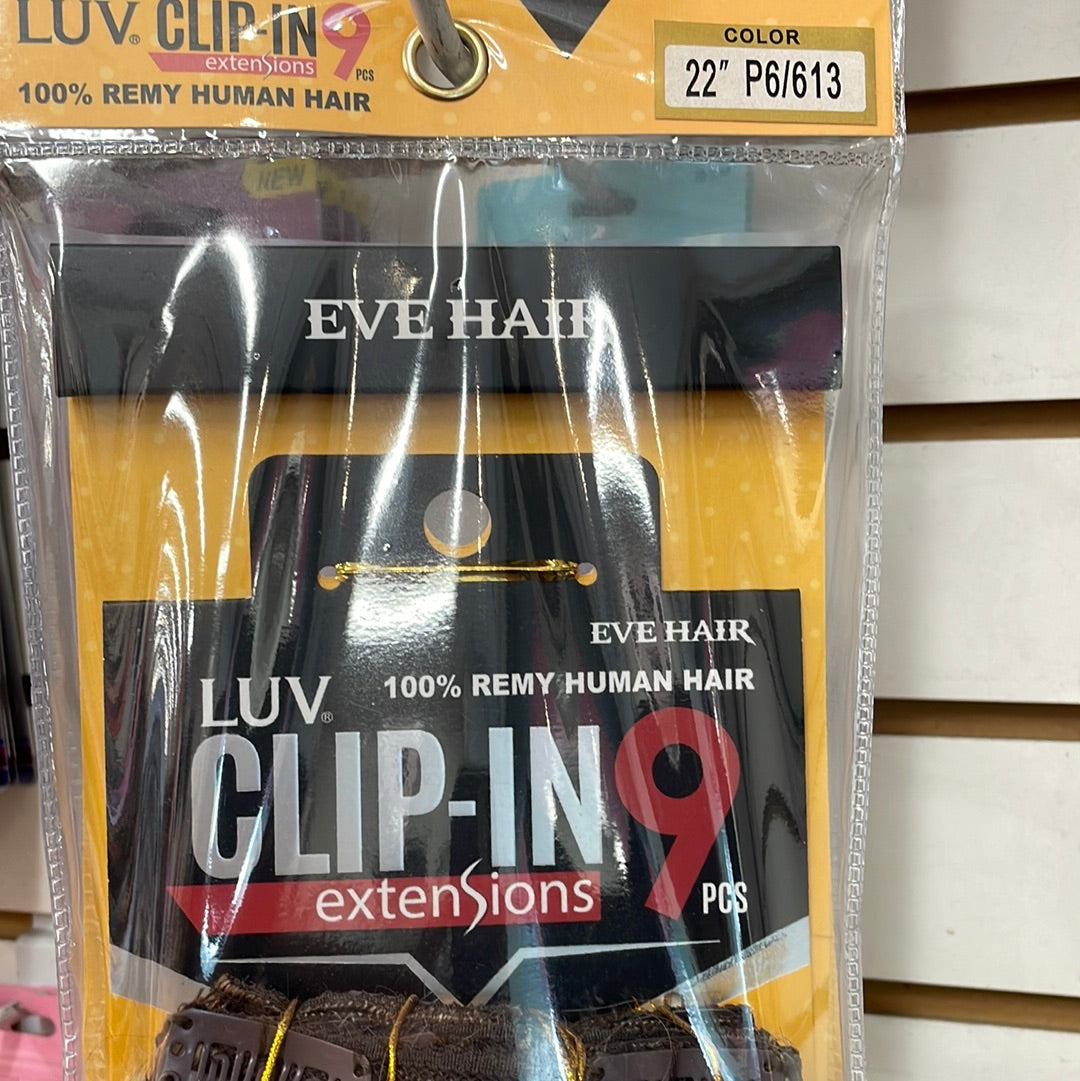 LUV® CLIP-IN 9
extensions PCS
100% REMY HUMAN HAIR
COLOR
22" P6/613
NEW
EVE HAIR
EVE HAIR
LUV® 100% REMY HUMAN HAIR
CLIP-IN 9
extensions PCS